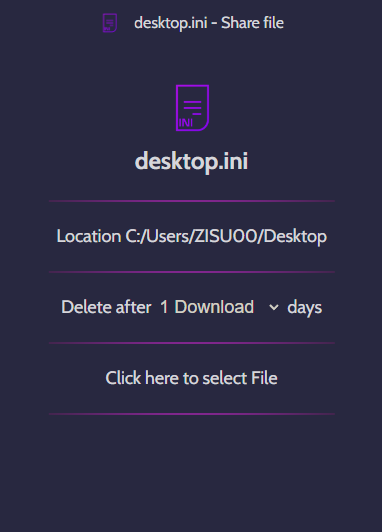 desktop.ini - Share file
INI
desktop.ini
Location C:/Users/ZISU00/Desktop
Delete after 1 Download days
Click here to select File